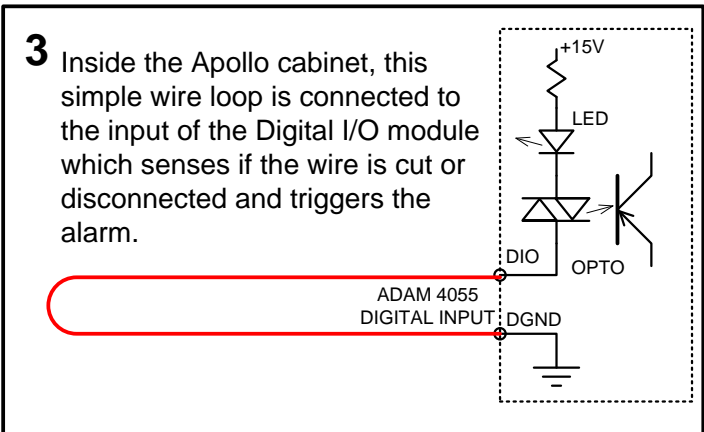 3
Inside the Apollo cabinet, this
simple wire loop is connected to
the input of the Digital I/O module
which senses if the wire is cut or
disconnected and triggers the
alarm.
+15V
LED
DIO
OPTO
ADAM 4055
DIGITAL INPUT
DGND